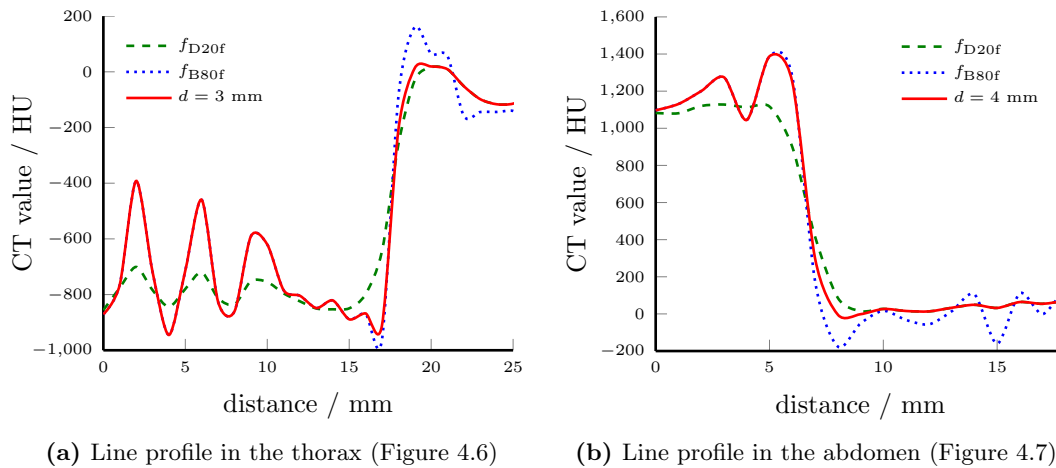 200
0
−200
−400
−600
−800
−1,000
CT value / HU
f_D20f
f_B80f
d = 3 mm
0 5 10 15 20 25
distance / mm
(a) Line profile in the thorax (Figure 4.6)
1,600
1,400
1,200
1,000
800
600
400
200
0
−200
CT value / HU
f_D20f
f_B80f
d = 4 mm
0 5 10 15
distance / mm
(b) Line profile in the abdomen (Figure 4.7)